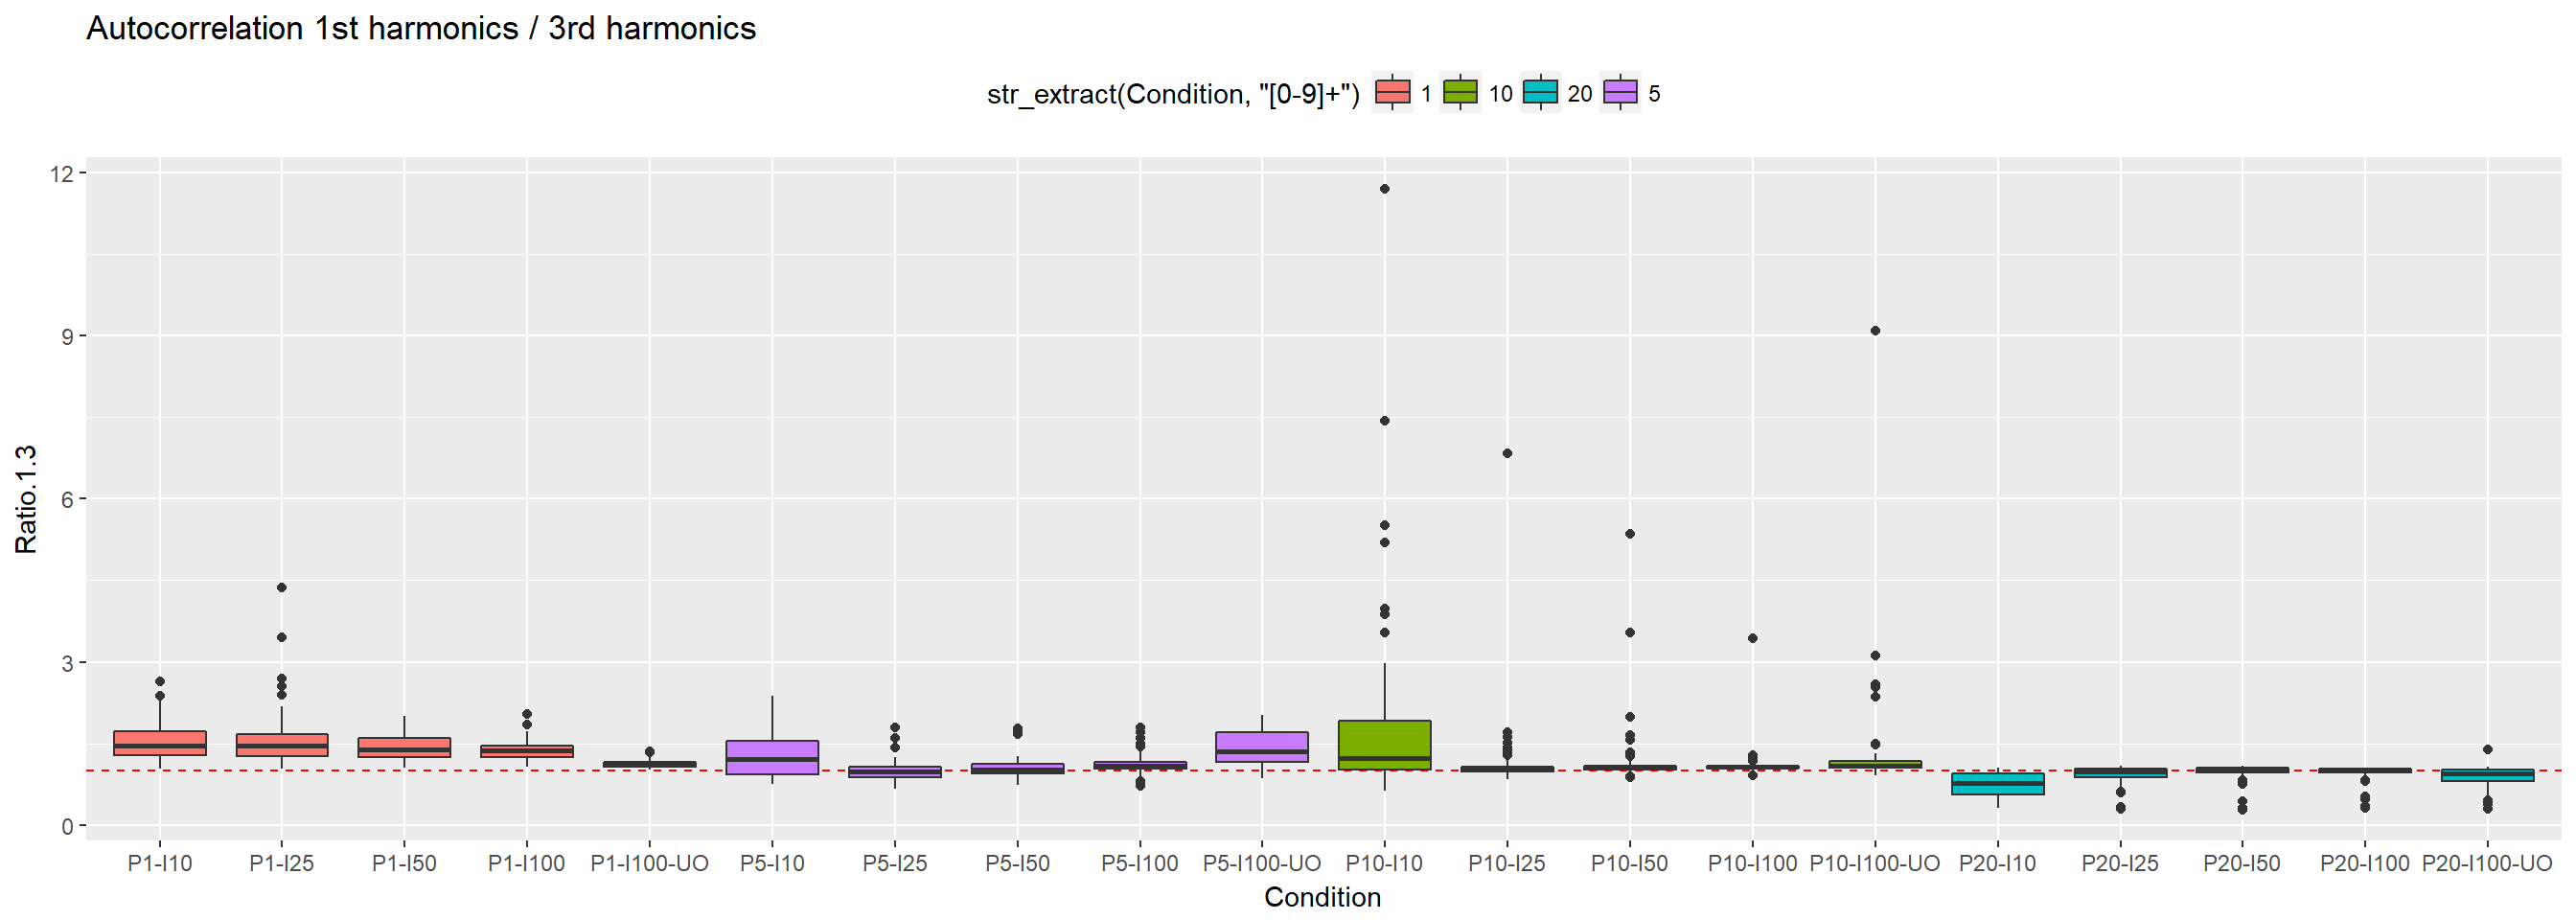 Autocorrelation 1st harmonics / 3rd harmonics
str_extract(Condition, "[0-9]+") 1 10 20 5
12
9
6
3
0
Ratio.1.3
P1-I10 P1-I25 P1-I50 P1-I100 P1-I100-UO P5-I10 P5-I25 P5-I50 P5-I100 P5-I100-UO P10-I10 P10-I25 P10-I50 P10-I100 P10-I100-UO P20-I10 P20-I25 P20-I50 P20-I100 P20-I100-UO
Condition